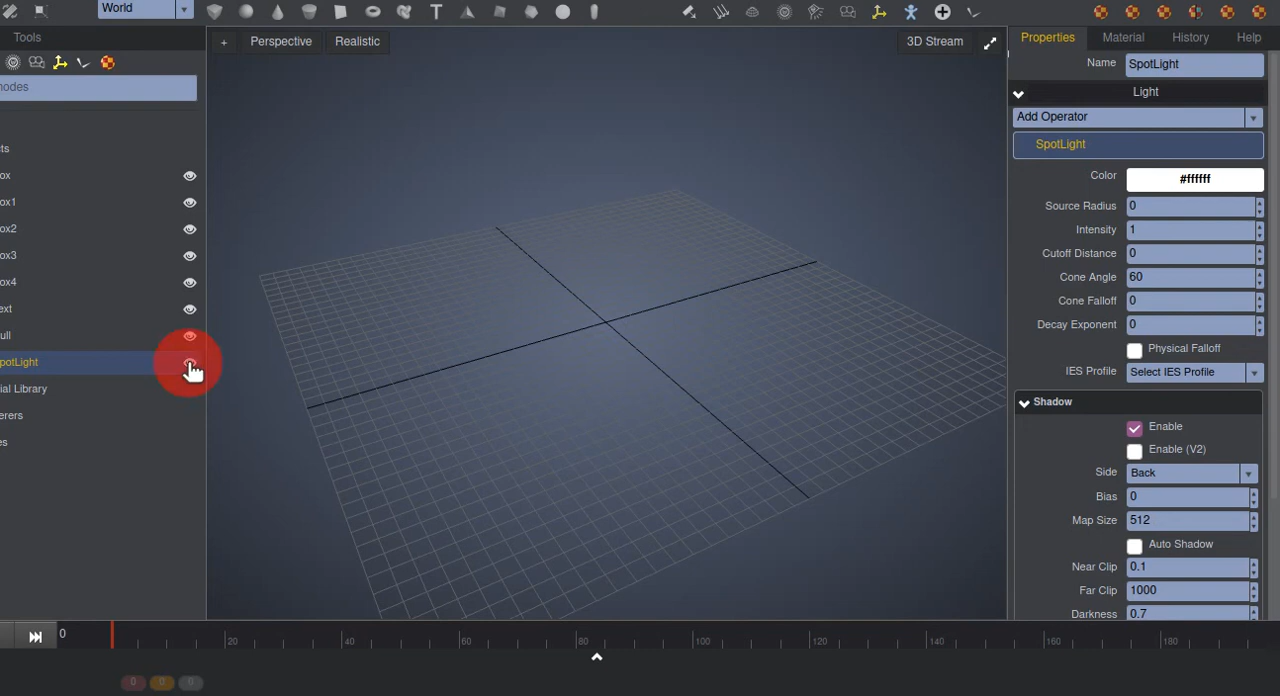 World
T
Tools
+
Perspective
Realistic
3D Stream
Properties
Material
History
Help
Name
SpotLight
Light
Add Operator
SpotLight
Color
#ffffff
Source Radius
0
Intensity
1
Cutoff Distance
0
Cone Angle
60
Cone Falloff
0
Decay Exponent
0
Physical Falloff
IES Profile
Select IES Profile
Shadow
Enable
Enable (V2)
Side
Back
Bias
0
Map Size
512
Auto Shadow
Near Clip
0.1
Far Clip
1000
Darkness
0.7
nodes
cts
ox
ox1
ox2
ox3
ox4
ext
ull
potLight
ial Library
erers
es
0
20
40
60
80
100
120
140
160
180
0
0
0